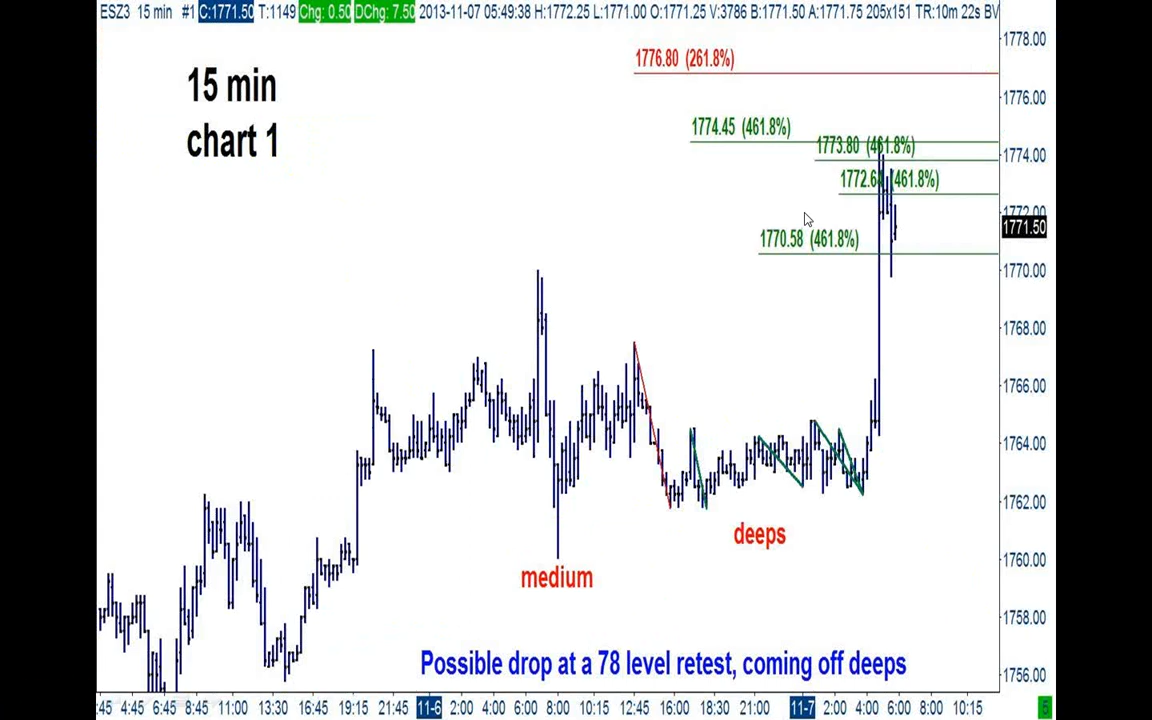 ESZ3 15 min #1 C:1771.50 T:1149 Chg: 0.50 DChg: 7.50 2013-11-07 05:49:38 H:1772.25 L:1771.00 O:1771.25 V:3786 B:1771.50 A:1771.75 205x151 TR:10m 22s BV
1778.00
1776.80 (261.8%)
15 min
1776.00
1774.45 (461.8%)
chart 1
1773.80 (461.8%)
1774.00
1772.64 (461.8%)
1772.00
1771.50
1770.58 (461.8%)
1770.00
1768.00
1766.00
1764.00
1762.00
deeps
1760.00
medium
1758.00
Possible drop at a 78 level retest, coming off deeps
1756.00
:45 4:45 6:45 8:45 11:00 13:45 16:45 19:15 21:45 11-6 2:00 4:00 6:00 8:00 10:15 12:45 16:00 18:30 21:00 11-7 2:00 4:00 6:00 8:00 10:15